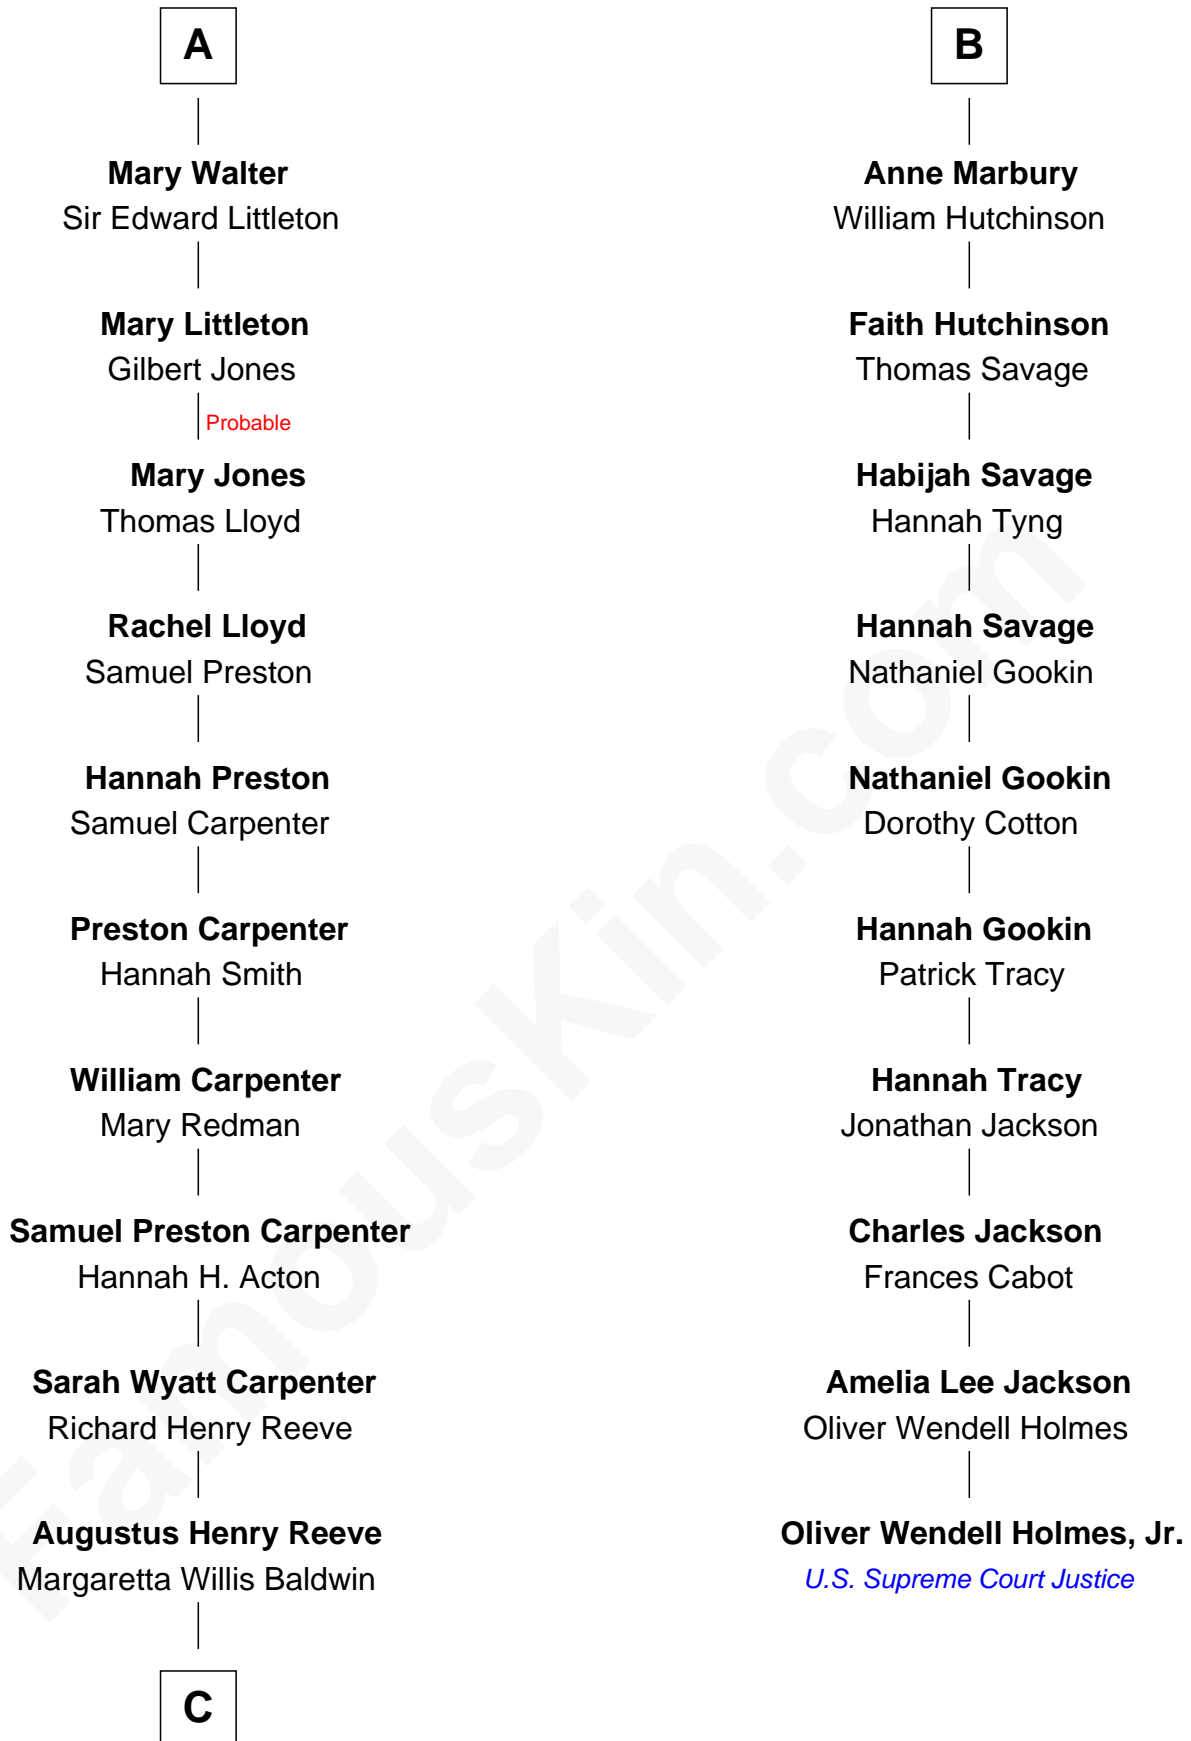 A
Mary Walter
Sir Edward Littleton
Mary Littleton
Gilbert Jones
Probable
Mary Jones
Thomas Lloyd
Rachel Lloyd
Samuel Preston
Hannah Preston
Samuel Carpenter
Preston Carpenter
Hannah Smith
William Carpenter
Mary Redman
Samuel Preston Carpenter
Hannah H. Acton
Sarah Wyatt Carpenter
Richard Henry Reeve
Augustus Henry Reeve
Margaretta Willis Baldwin
C
B
Anne Marbury
William Hutchinson
Faith Hutchinson
Thomas Savage
Habijah Savage
Hannah Tyng
Hannah Savage
Nathaniel Gookin
Nathaniel Gookin
Dorothy Cotton
Hannah Gookin
Patrick Tracy
Hannah Tracy
Jonathan Jackson
Charles Jackson
Frances Cabot
Amelia Lee Jackson
Oliver Wendell Holmes
Oliver Wendell Holmes, Jr.
U.S. Supreme Court Justice
FamousKin.com